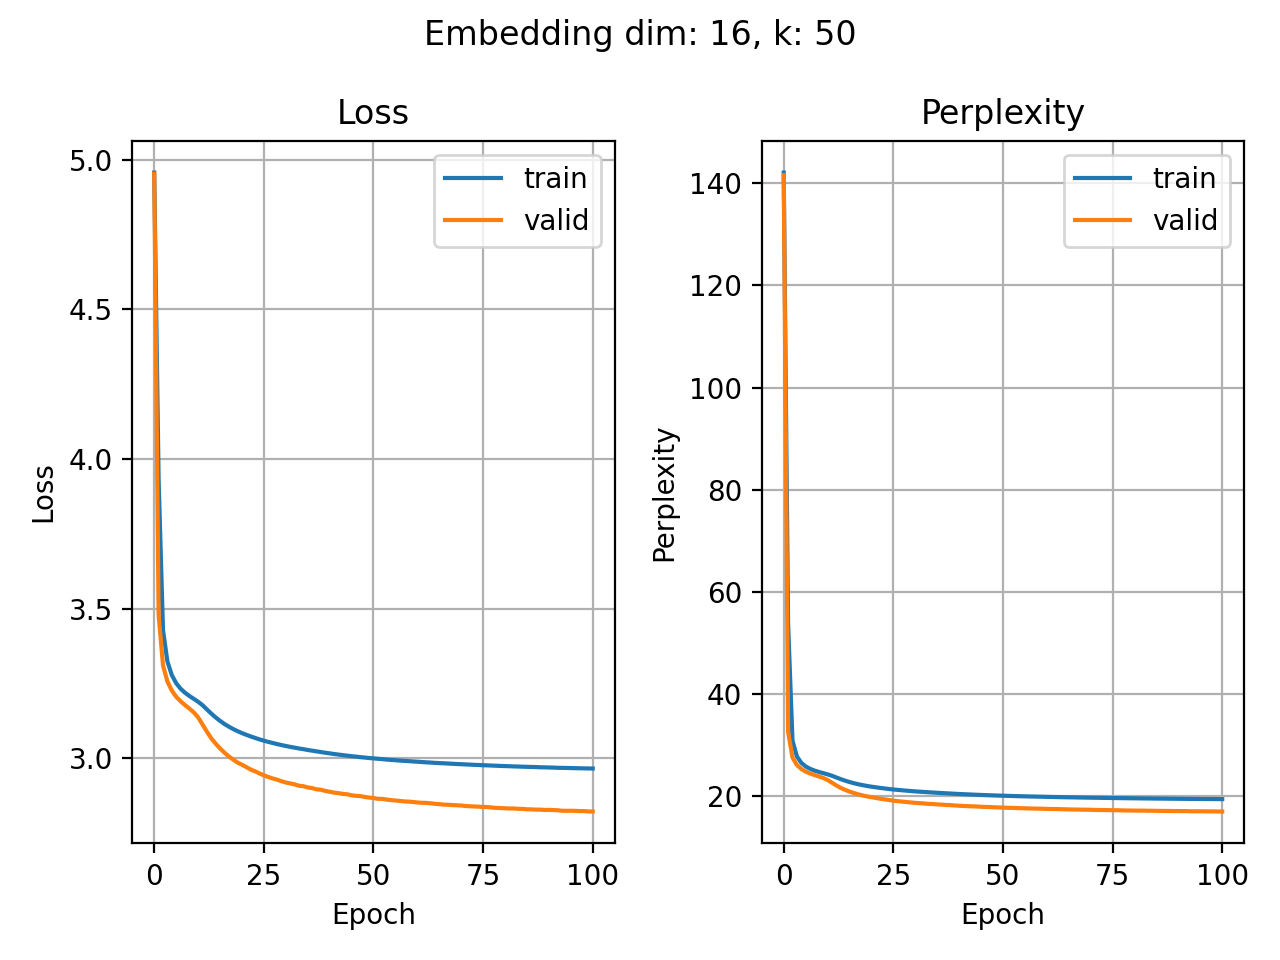 Embedding dim: 16, k: 50
Loss
5.0
4.5
4.0
3.5
3.0
Loss
0 25 50 75 100
Epoch
train
valid
Perplexity
140
120
100
80
60
40
20
Perplexity
0 25 50 75 100
Epoch
train
valid